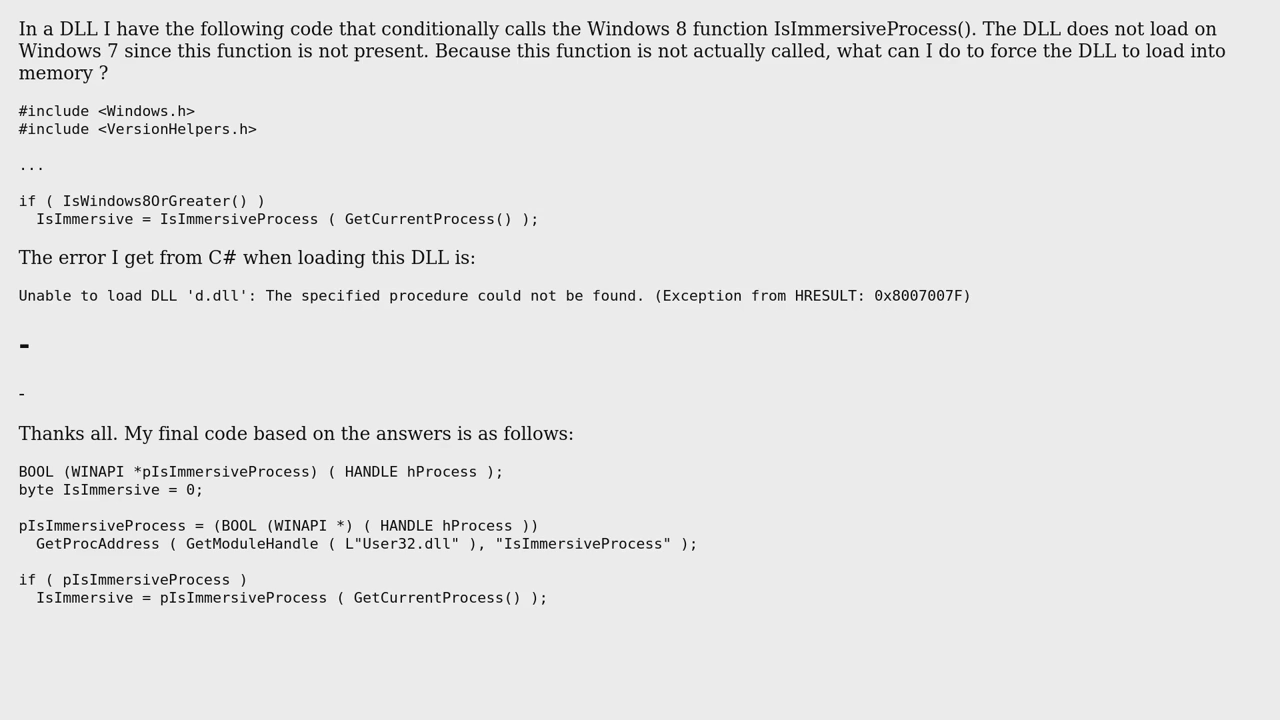 In a DLL I have the following code that conditionally calls the Windows 8 function IsImmersiveProcess(). The DLL does not load on
Windows 7 since this function is not present. Because this function is not actually called, what can I do to force the DLL to load into
memory ?
#include <Windows.h>
#include <VersionHelpers.h>
...
if ( IsWindows8OrGreater() )
  IsImmersive = IsImmersiveProcess ( GetCurrentProcess() );
The error I get from C# when loading this DLL is:
Unable to load DLL 'd.dll': The specified procedure could not be found. (Exception from HRESULT: 0x8007007F)
-
-
Thanks all. My final code based on the answers is as follows:
BOOL (WINAPI *pIsImmersiveProcess) ( HANDLE hProcess );
byte IsImmersive = 0;
pIsImmersiveProcess = (BOOL (WINAPI *) ( HANDLE hProcess ))
  GetProcAddress ( GetModuleHandle ( L"User32.dll" ), "IsImmersiveProcess" );
if ( pIsImmersiveProcess )
  IsImmersive = pIsImmersiveProcess ( GetCurrentProcess() );